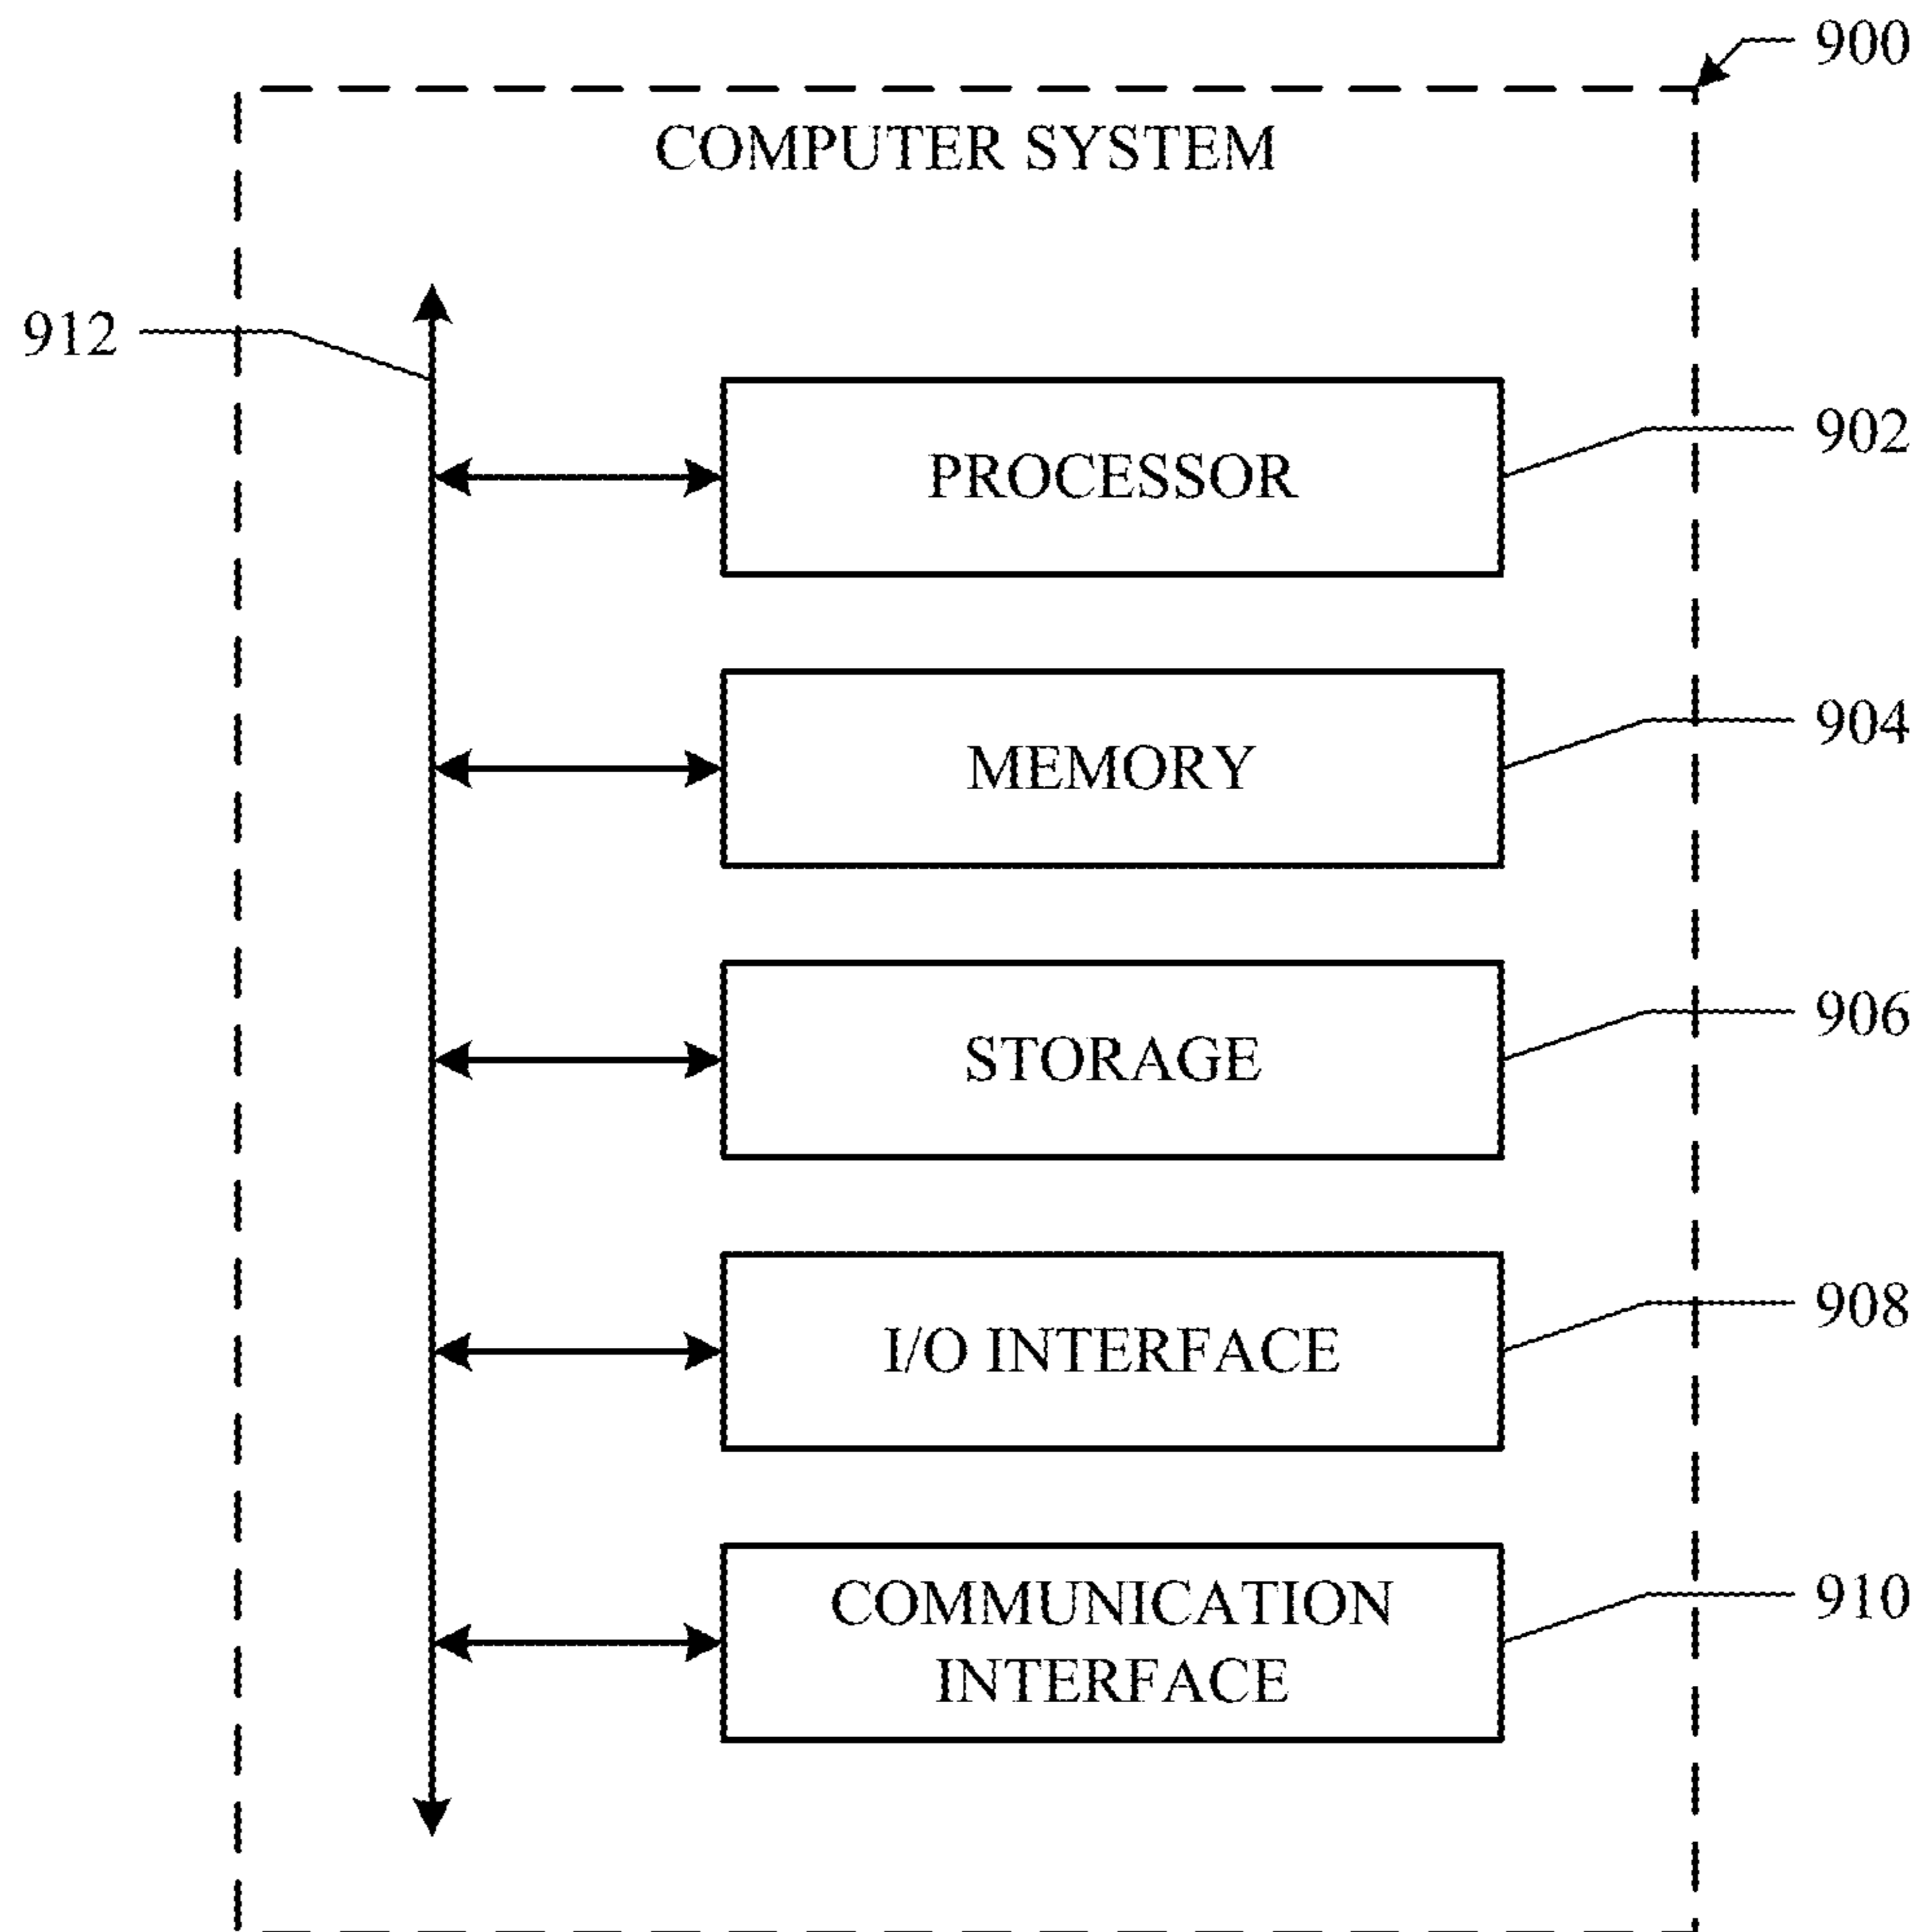 900
COMPUTER SYSTEM
912
PROCESSOR
902
MEMORY
904
STORAGE
906
I/O INTERFACE
908
COMMUNICATION
INTERFACE
910